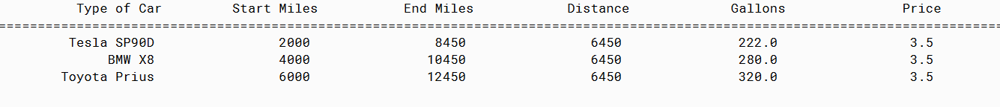 Type of Car Start Miles End Miles Distance Gallons Price
================================================================================================================================
Tesla SP90D 2000 8450 6450 222.0 3.5
BMW X8 4000 10450 6450 280.0 3.5
Toyota Prius 6000 12450 6450 320.0 3.5